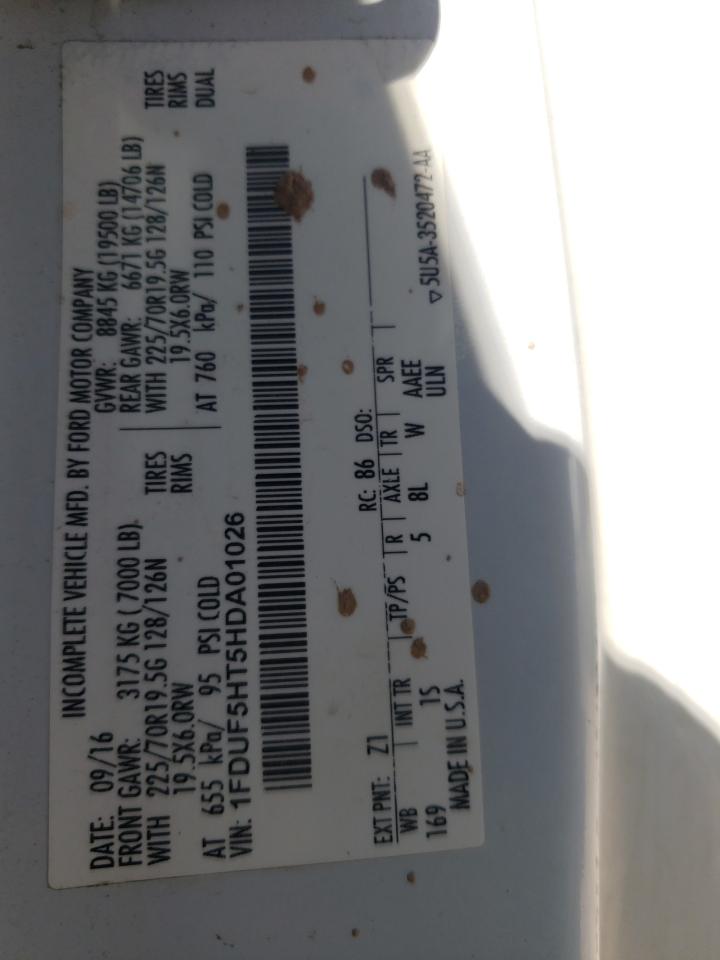 INCOMPLETE VEHICLE MFD. BY FORD MOTOR COMPANY
DATE: 09/16 GVWR: 8845 KG (19500 LB)
FRONT GAWR: 3175 KG ( 7000 LB) REAR GAWR: 6671 KG (14706 LB)
WITH 225/70R19.5G 128/126N TIRES WITH 225/70R19.5G 128/126N TIRES
19.5X6.0RW RIMS 19.5X6.0RW RIMS
AT 655 kPa/ 95 PSI COLD AT 760 kPa/ 110 PSI COLD DUAL
VIN: 1FDUF5HT5HDA01026
EXT PNT: Z1 RC: 86 DSO:
WB INT TR TP/PS R AXLE TR SPR
169 1S 5 8L W AAEE
MADE IN U.S.A. ULN
▽ 5U5A-3520472-AA